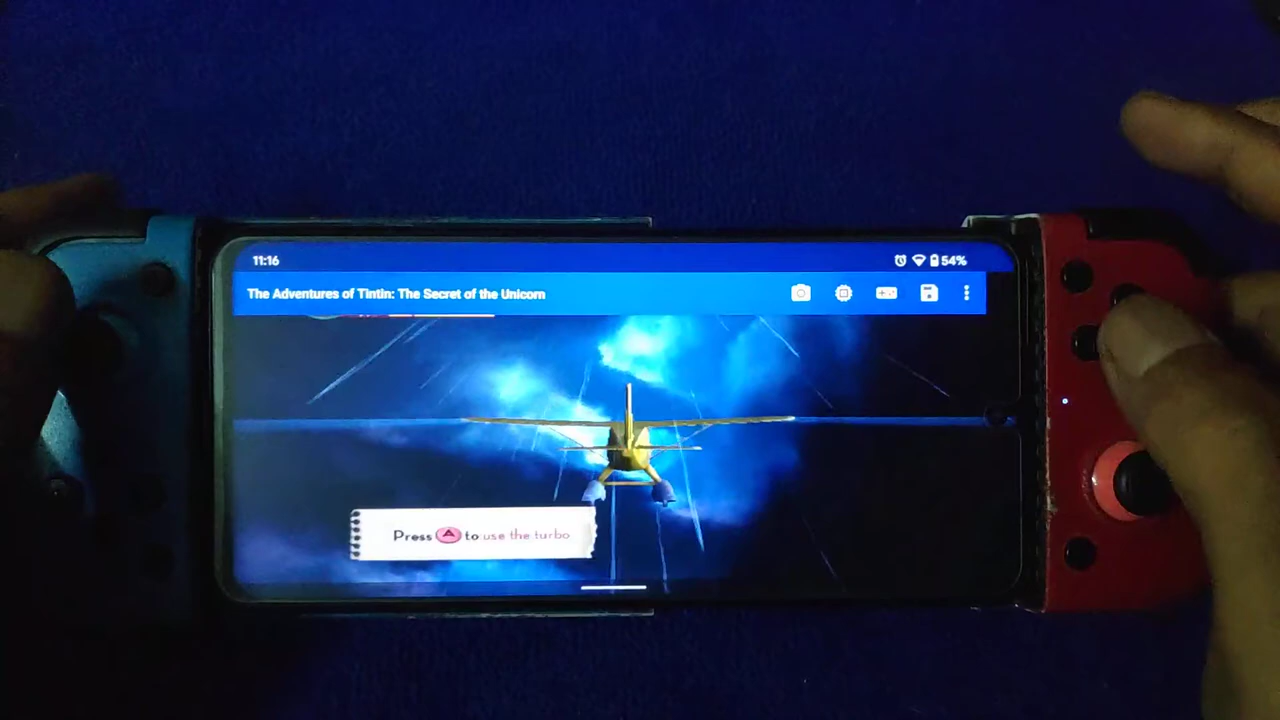 11:16
54%
The Adventures of Tintin: The Secret of the Unicorn
Press A to use the turbo